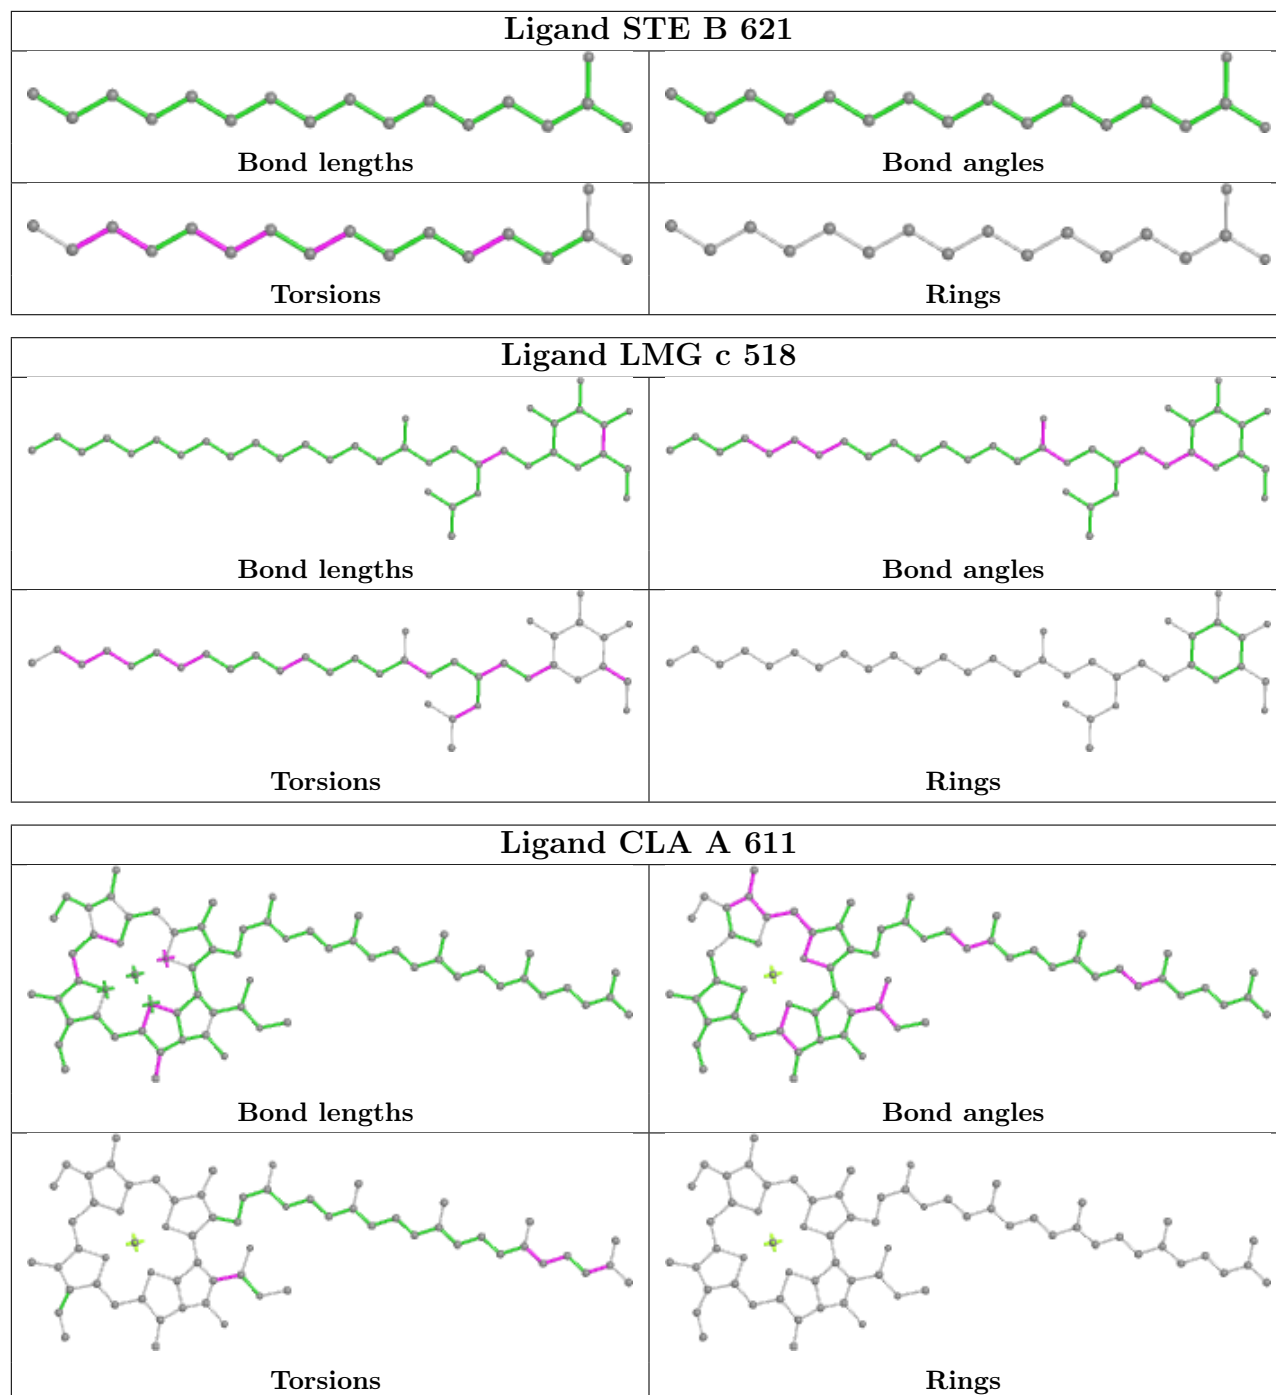 Ligand STE B 621
Bond lengths
Bond angles
Torsions
Rings
Ligand LMG c 518
Bond lengths
Bond angles
Torsions
Rings
Ligand CLA A 611
Bond lengths
Bond angles
Torsions
Rings